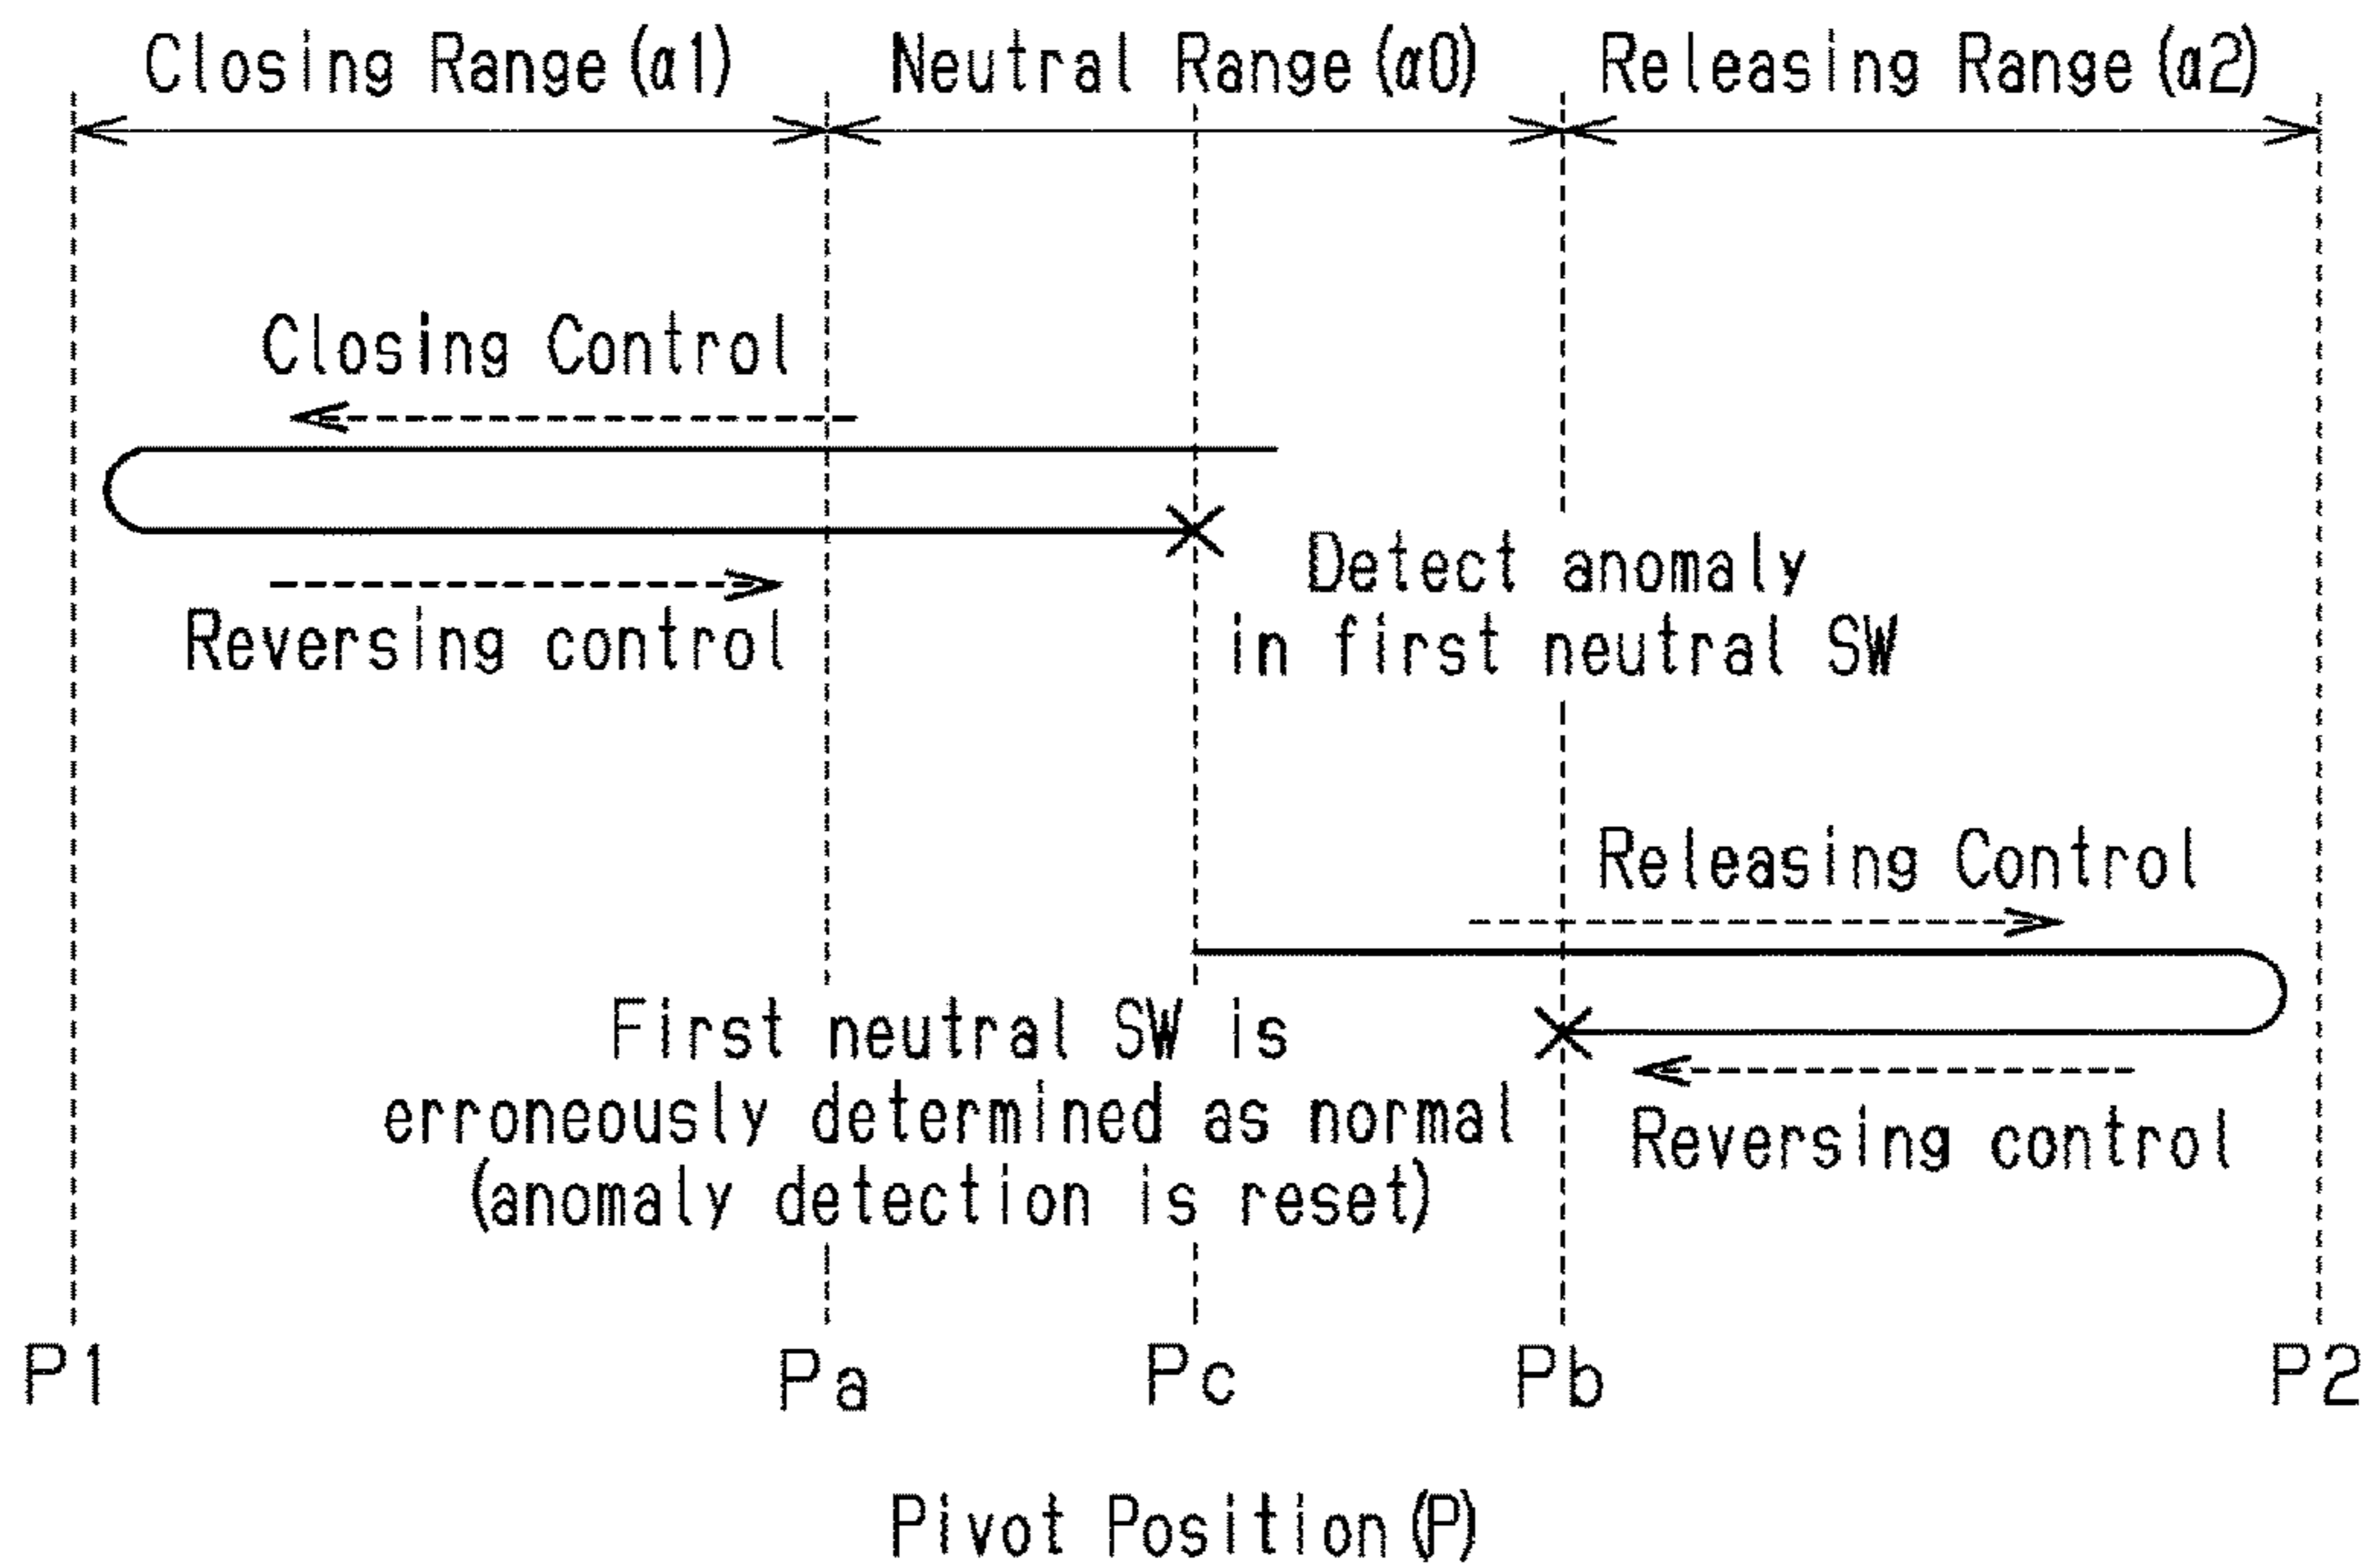 Closing Range (α1) Neutral Range (α0) Releasing Range (α2)
Closing Control
Reversing control
Detect anomaly
in first neutral SW
Releasing Control
First neutral SW is
erroneously determined as normal
(anomaly detection is reset)
Reversing control
P1 Pa Pc Pb P2
Pivot Position (P)